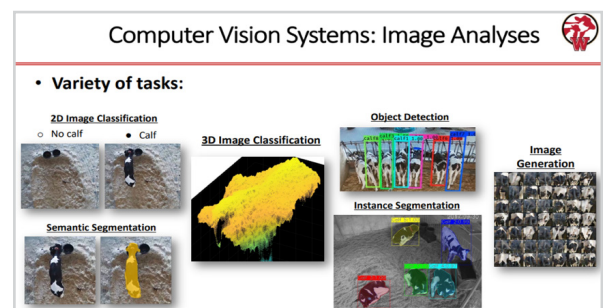 Computer Vision Systems: Image Analyses
W
• Variety of tasks:
2D Image Classification
○ No calf
● Calf
3D Image Classification
Object Detection
Image
Generation
Semantic Segmentation
Instance Segmentation